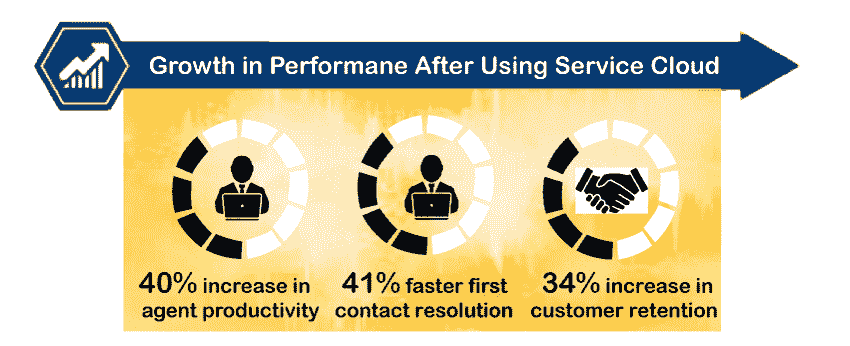 Growth in Performane After Using Service Cloud
40% increase in
agent productivity
41% faster first
contact resolution
34% increase in
customer retention